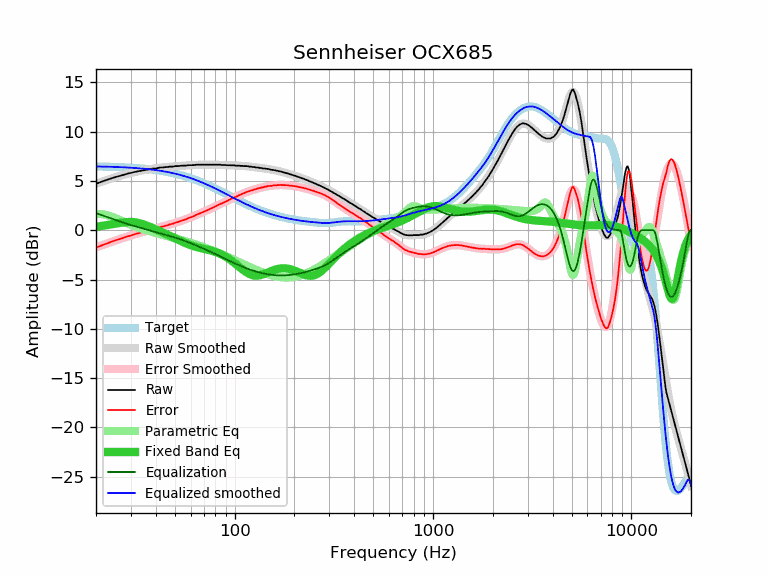 Sennheiser OCX685
15
10
5
0
−5
−10
−15
−20
−25
Amplitude (dBr)
Target
Raw Smoothed
Error Smoothed
Raw
Error
Parametric Eq
Fixed Band Eq
Equalization
Equalized smoothed
100
1000
10000
Frequency (Hz)